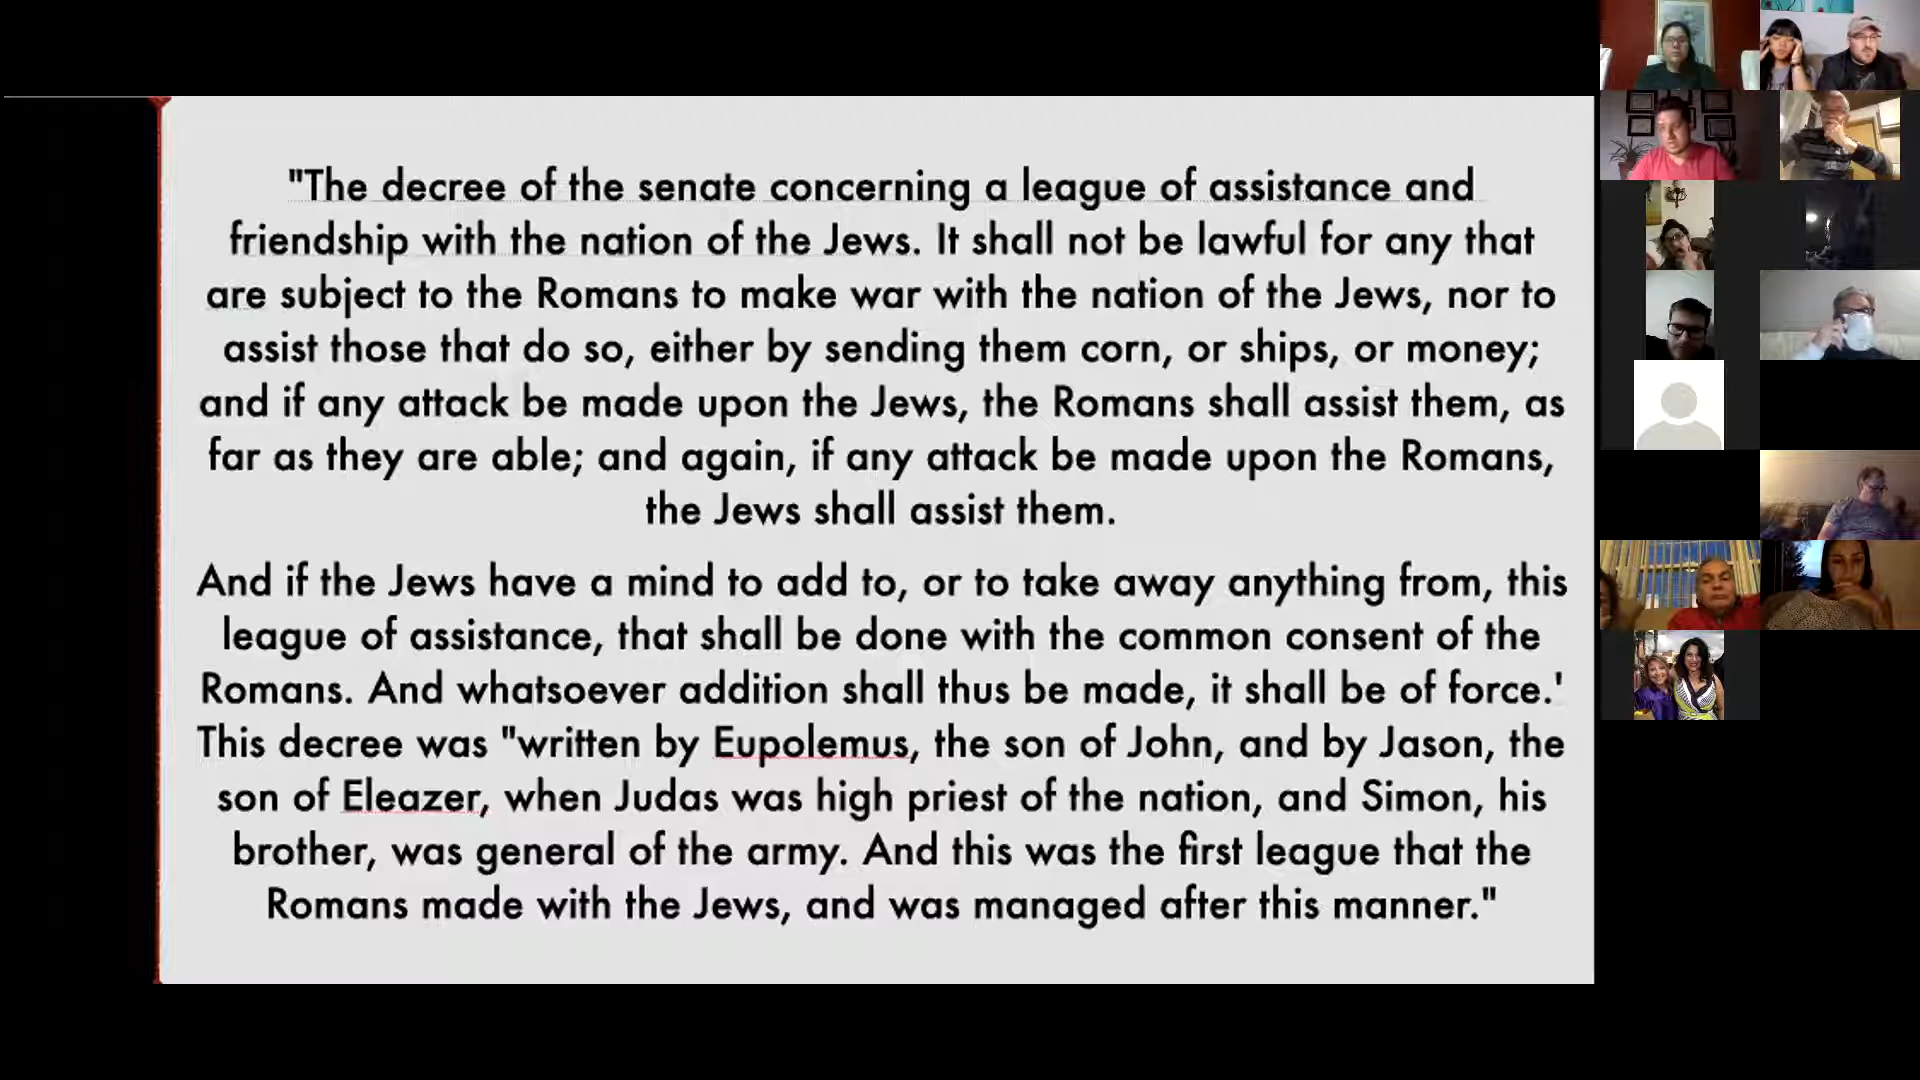 "The decree of the senate concerning a league of assistance and
friendship with the nation of the Jews. It shall not be lawful for any that
are subject to the Romans to make war with the nation of the Jews, nor to
assist those that do so, either by sending them corn, or ships, or money;
and if any attack be made upon the Jews, the Romans shall assist them, as
far as they are able; and again, if any attack be made upon the Romans,
the Jews shall assist them.
And if the Jews have a mind to add to, or to take away anything from, this
league of assistance, that shall be done with the common consent of the
Romans. And whatsoever addition shall thus be made, it shall be of force.'
This decree was "written by Eupolemus, the son of John, and by Jason, the
son of Eleazer, when Judas was high priest of the nation, and Simon, his
brother, was general of the army. And this was the first league that the
Romans made with the Jews, and was managed after this manner."